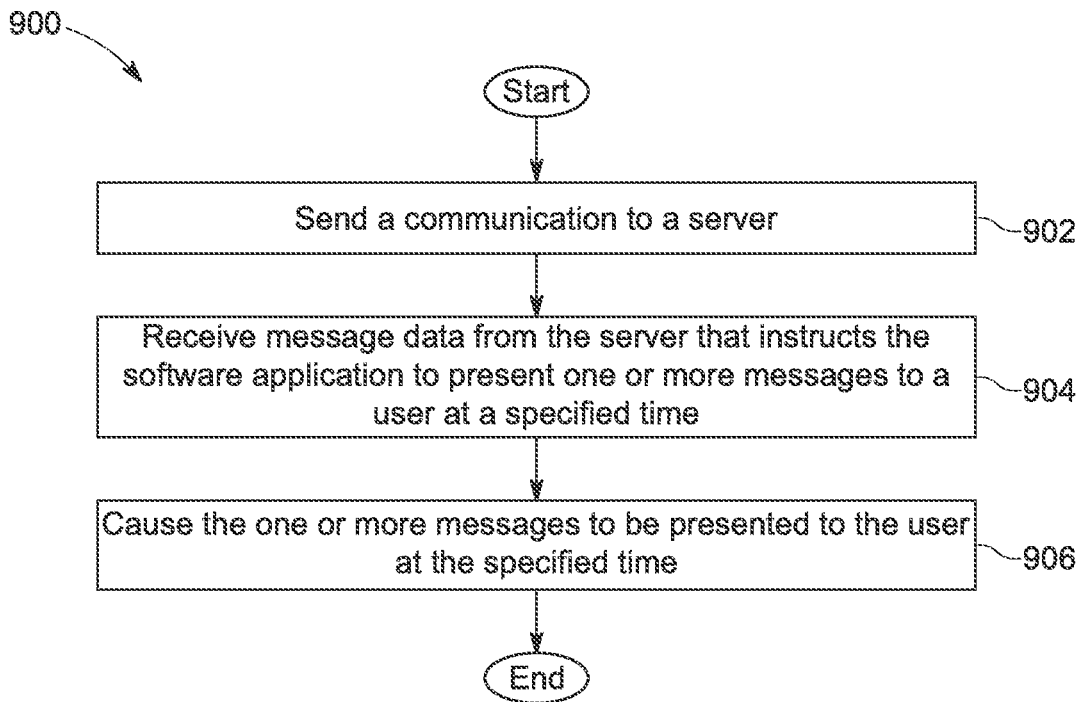 900
Start
Send a communication to a server
902
Receive message data from the server that instructs the
software application to present one or more messages to a
user at a specified time
904
Cause the one or more messages to be presented to the user
at the specified time
906
End